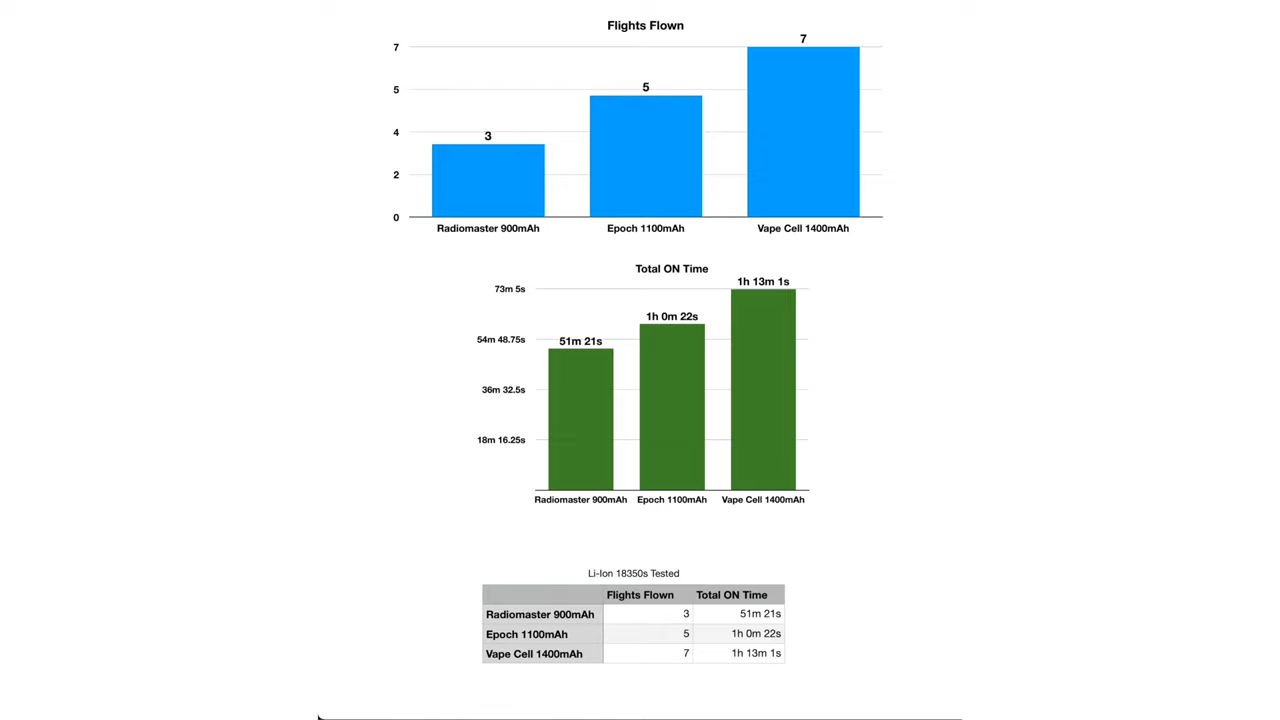 Flights Flown
7
7
5
5
4
3
2
0
Radiomaster 900mAh Epoch 1100mAh Vape Cell 1400mAh
Total ON Time
1h 13m 1s
73m 5s
1h 0m 22s
54m 48.75s
51m 21s
36m 32.5s
18m 16.25s
Radiomaster 900mAh Epoch 1100mAh Vape Cell 1400mAh
Li-Ion 18350s Tested
Flights Flown Total ON Time
Radiomaster 900mAh 3 51m 21s
Epoch 1100mAh 5 1h 0m 22s
Vape Cell 1400mAh 7 1h 13m 1s